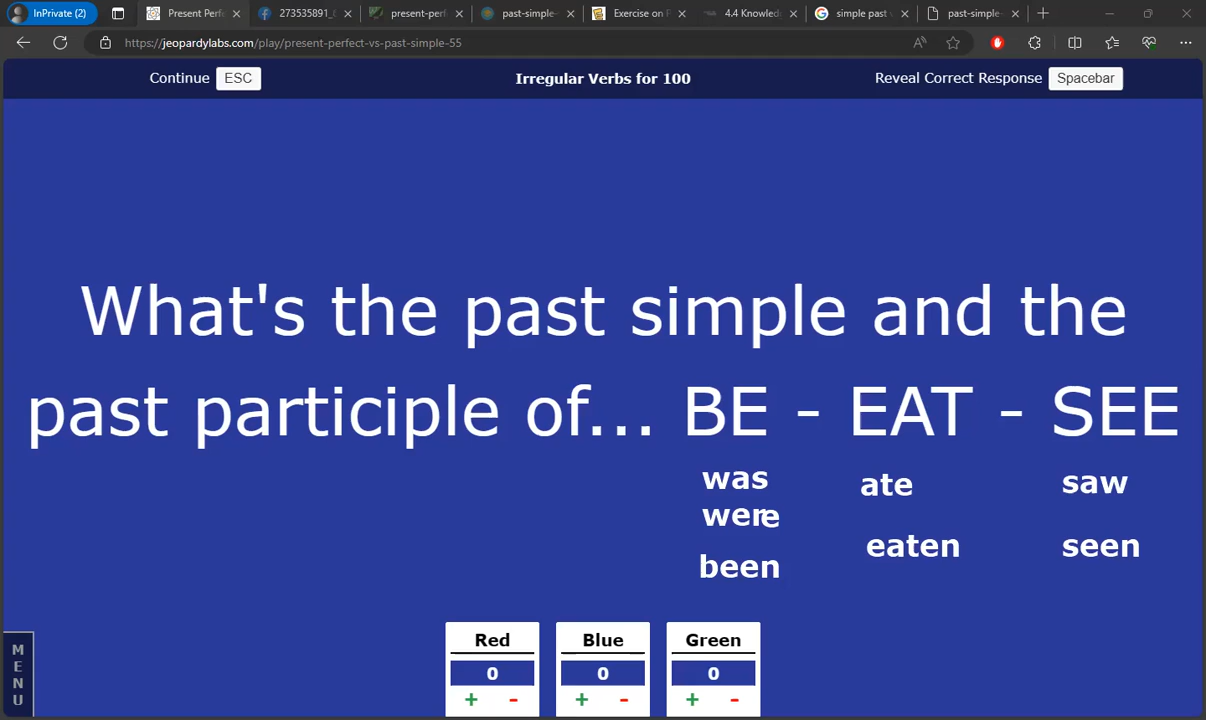 InPrivate (2)
Present Perf
273535891_
present-perf
past-simple-
Exercise on P
4.4 Knowled
simple past
past-simple-
https://jeopardylabs.com/play/present-perfect-vs-past-simple-55
Continue ESC
Irregular Verbs for 100
Reveal Correct Response Spacebar
What's the past simple and the
past participle of... BE - EAT - SEE
was ate saw
were
been eaten seen
Red Blue Green
0 0 0
+ - + - + -
MENU